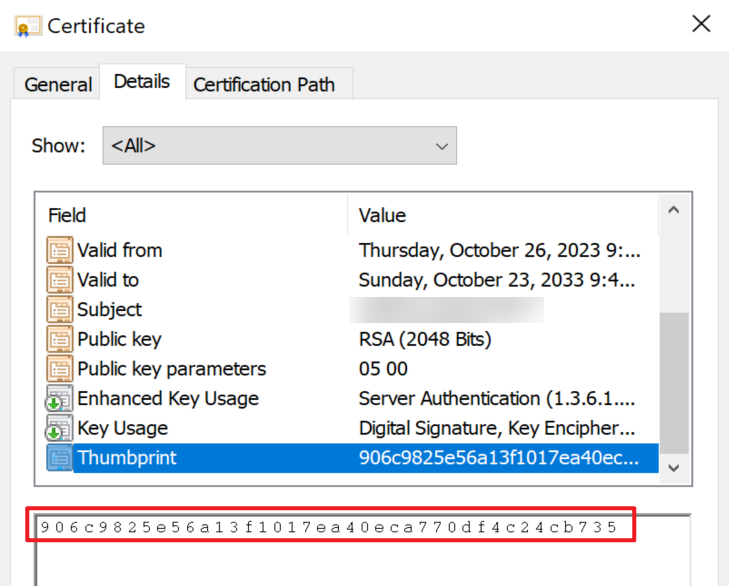 Certificate
General Details Certification Path
Show: <All>
Field Value
Valid from Thursday, October 26, 2023 9:...
Valid to Sunday, October 23, 2033 9:4...
Subject
Public key RSA (2048 Bits)
Public key parameters 05 00
Enhanced Key Usage Server Authentication (1.3.6.1....
Key Usage Digital Signature, Key Encipher...
Thumbprint 906c9825e56a13f1017ea40ec...
906c9825e56a13f1017ea40eca770df4c24cb735